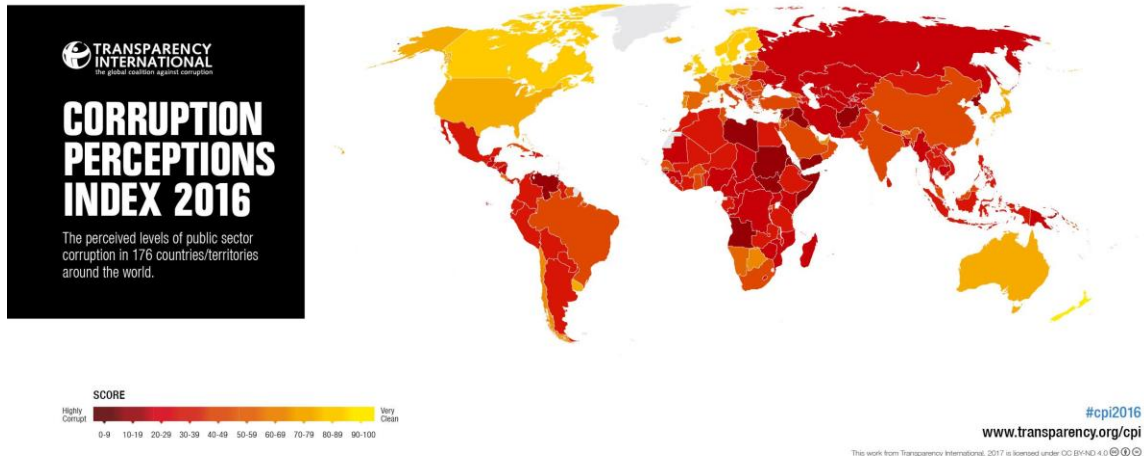 TRANSPARENCY
INTERNATIONAL
the global coalition against corruption
CORRUPTION
PERCEPTIONS
INDEX 2016
The perceived levels of public sector
corruption in 176 countries/territories
around the world.
SCORE
Highly
Corrupt
Very
Clean
0-9 10-19 20-29 30-39 40-49 50-59 60-69 70-79 80-89 90-100
#cpi2016
www.transparency.org/cpi
This work from Transparency International, 2017 is licensed under CC BY-ND 4.0